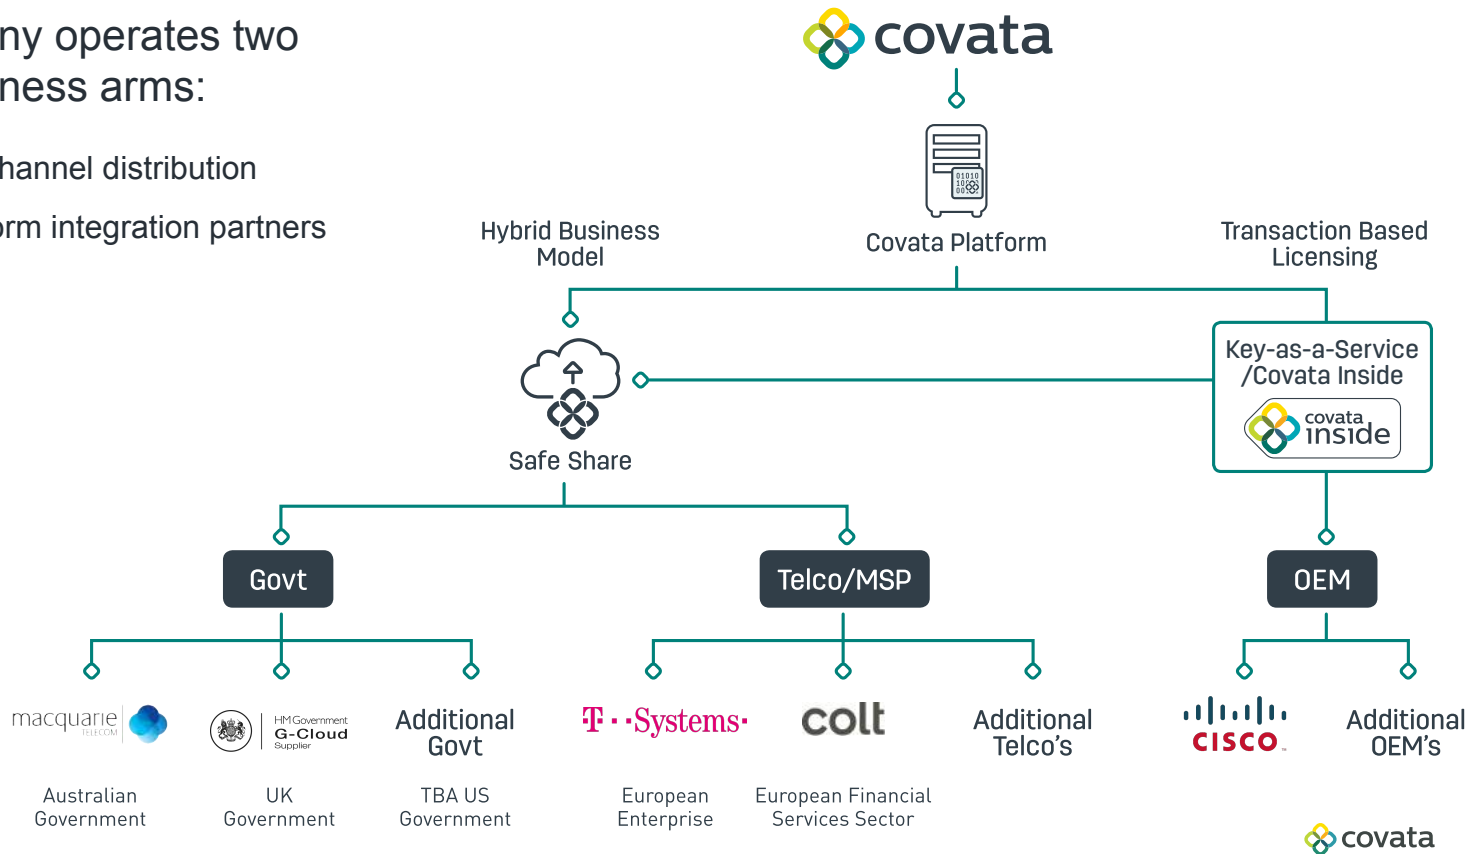 ny operates two
ness arms:
hannel distribution
orm integration partners
covata
01010
Covata Platform
Hybrid Business
Model
Transaction Based
Licensing
Key-as-a-Service
/Covata Inside
covata
inside
Safe Share
Govt
Telco/MSP
OEM
macquarie
TELECOM
HM Government
G-Cloud
Supplier
Additional
Govt
T··Systems·
colt
Additional
Telco's
CISCO
Additional
OEM's
Australian
Government
UK
Government
TBA US
Government
European
Enterprise
European Financial
Services Sector
covata